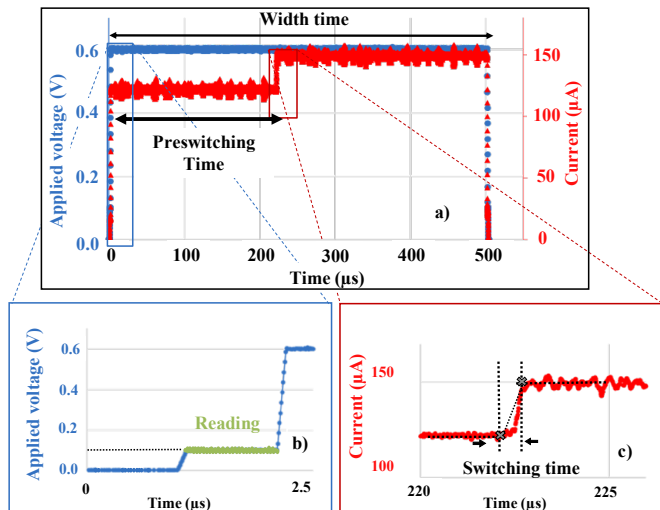 Width time
0.6
0.4
0.2
0.0
Applied voltage (V)
Preswitching
Time
a)
150
100
50
0
Current (µA)
0
100
200
300
400
500
Time (µs)
Applied voltage (V)
0.6
0.4
0.2
0.0
Reading
b)
0
2.5
Time (µs)
Current (µA)
150
100
Switching time
c)
220
225
Time (µs)